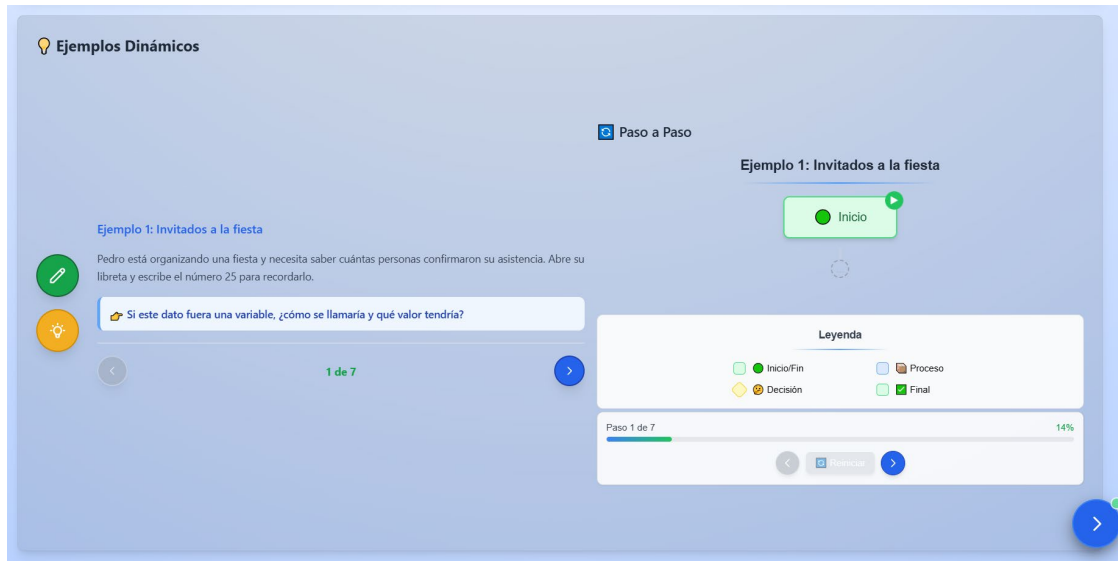 Ejemplos Dinámicos
Ejemplo 1: Invitados a la fiesta
Pedro está organizando una fiesta y necesita saber cuántas personas confirmaron su asistencia. Abre su
libreta y escribe el número 25 para recordarlo.
Si este dato fuera una variable, ¿cómo se llamaría y qué valor tendría?
1 de 7
Paso a Paso
Ejemplo 1: Invitados a la fiesta
Inicio
Leyenda
Inicio/Fin
Proceso
Decisión
Final
Paso 1 de 7
14%
Reiniciar